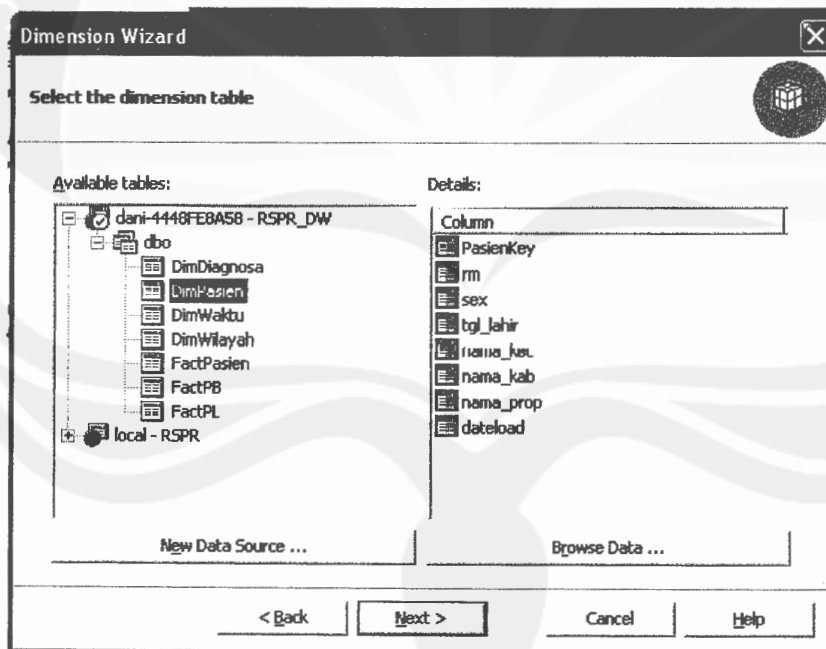 Dimension Wizard
Select the dimension table
Available tables:
dani-4448FE8A58 - RSPR_DW
dbo
DimDiagnosa
DimPasien
DimWaktu
DimWilayah
FactPasien
FactPB
FactPL
local - RSPR
New Data Source ...
Details:
Column
PasienKey
rm
sex
tgl_lahir
nama_kec
nama_kab
nama_prop
dateload
Browse Data ...
< Back
Next >
Cancel
Help